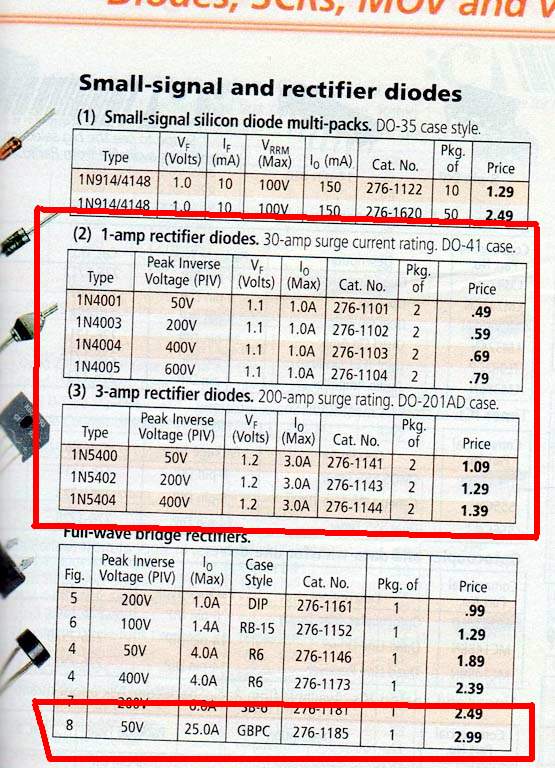 Diodes, SCRs, MOV and V
Small-signal and rectifier diodes
(1) Small-signal silicon diode multi-packs. DO-35 case style.
Type VF (Volts) IF (mA) VRRM (Max) IO (mA) Cat. No. Pkg. of Price
1N914/4148 1.0 10 100V 150 276-1122 10 1.29
1N914/4148 1.0 10 100V 150 276-1620 50 2.49
(2) 1-amp rectifier diodes. 30-amp surge current rating. DO-41 case.
Type Peak Inverse Voltage (PIV) VF (Volts) IO (Max) Cat. No. Pkg. of Price
1N4001 50V 1.1 1.0A 276-1101 2 .49
1N4003 200V 1.1 1.0A 276-1102 2 .59
1N4004 400V 1.1 1.0A 276-1103 2 .69
1N4005 600V 1.1 1.0A 276-1104 2 .79
(3) 3-amp rectifier diodes. 200-amp surge rating. DO-201AD case.
Type Peak Inverse Voltage (PIV) VF (Volts) IO (Max) Cat. No. Pkg. of Price
1N5400 50V 1.2 3.0A 276-1141 2 1.09
1N5402 200V 1.2 3.0A 276-1143 2 1.29
1N5404 400V 1.2 3.0A 276-1144 2 1.39
Full-wave bridge rectifiers.
Fig. Peak Inverse Voltage (PIV) IO (Max) Case Style Cat. No. Pkg. of Price
5 200V 1.0A DIP 276-1161 1 .99
6 100V 1.4A RB-15 276-1152 1 1.29
4 50V 4.0A R6 276-1146 1 1.89
4 400V 4.0A R6 276-1173 1 2.39
7 200V 6.0A SB-6 276-1181 1 2.49
8 50V 25.0A GBPC 276-1185 1 2.99